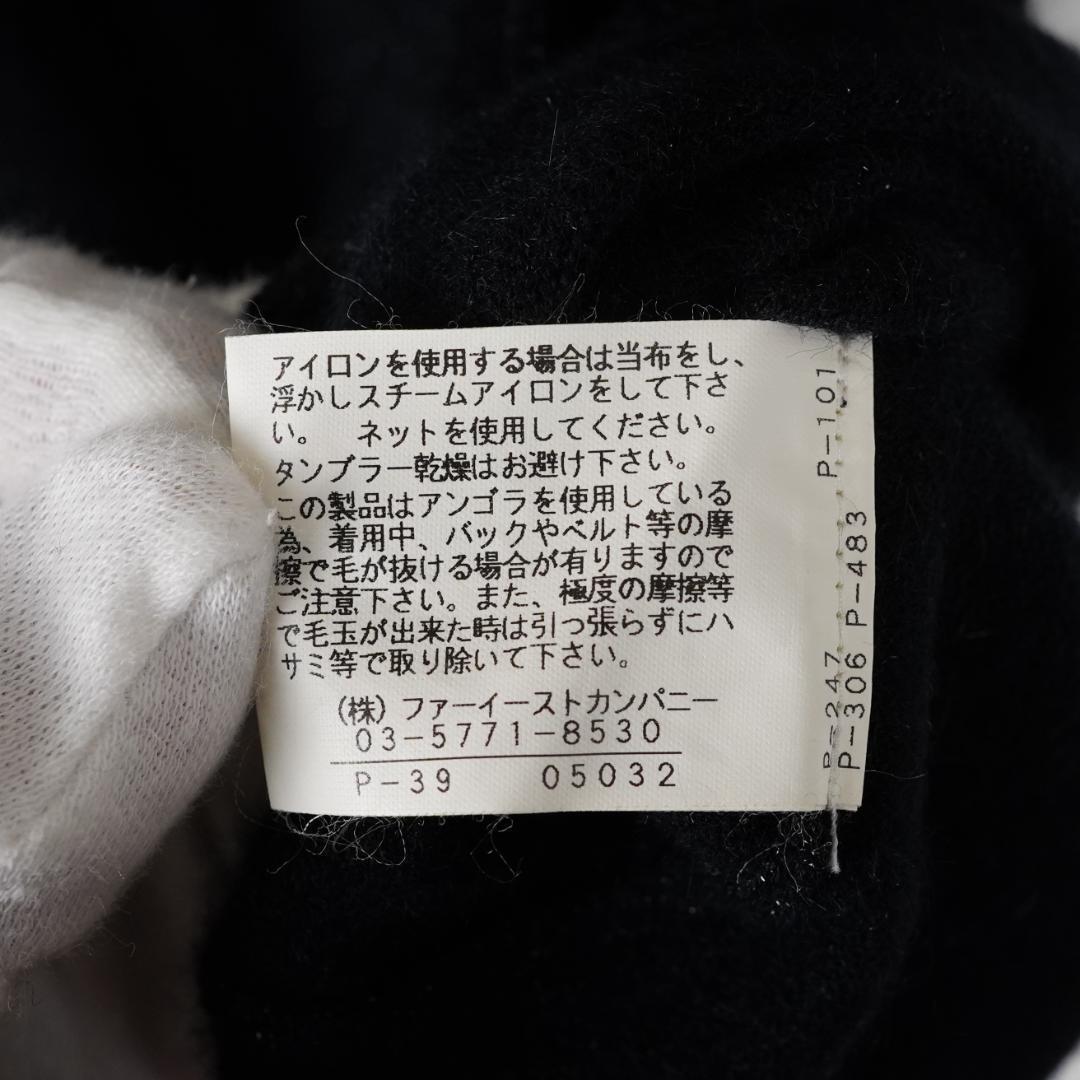 アイロンを使用する場合は当布をし、
浮かしスチームアイロンをして下さ
い。 ネットを使用してください。
タンブラー乾燥はお避け下さい。
この製品はアンゴラを使用している
為、着用中、バックやベルト等の摩
擦で毛が抜ける場合が有りますので
ご注意下さい。また、極度の摩擦等
で毛玉が出来た時は引っ張らずにハ
サミ等で取り除いて下さい。
(株)ファーイーストカンパニー
03-5771-8530
P-39 05032
P-101
P-247
P-306 P-483